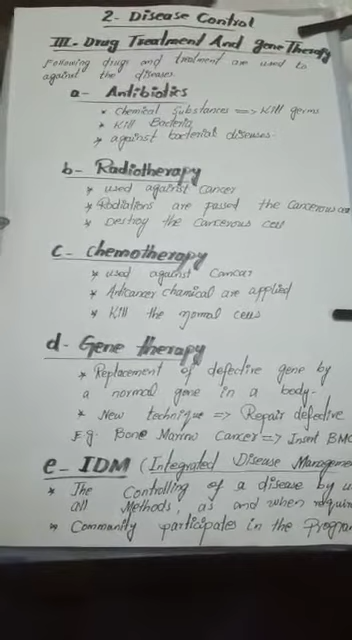 2- Disease Control
III- Drug Treatment And gene Therapy
Following drugs and treatment are used to
against the diseases.
a- Antibiotics
* Chemical Substances => Kill germs
* Kill Bacteria
* against bacterial diseases.
b- Radiotherapy
* used against cancer
* Radiations are passed the Cancerous
* Destroy the Cancerous cell
c- Chemotherapy
* used against Cancer
* Anticancer chemical are applied
* Kill the normal cells
d- Gene therapy
* Replacement of defective gene by
a normal gene in a body.
* New technique => Repair defective
E.g: Bone Marrow Cancer => Insert BMC
e- IDM (Integrated Disease Manageme
* The Controlling of a disease by u
all Methods, as and when requir
* Community participates in the Progra